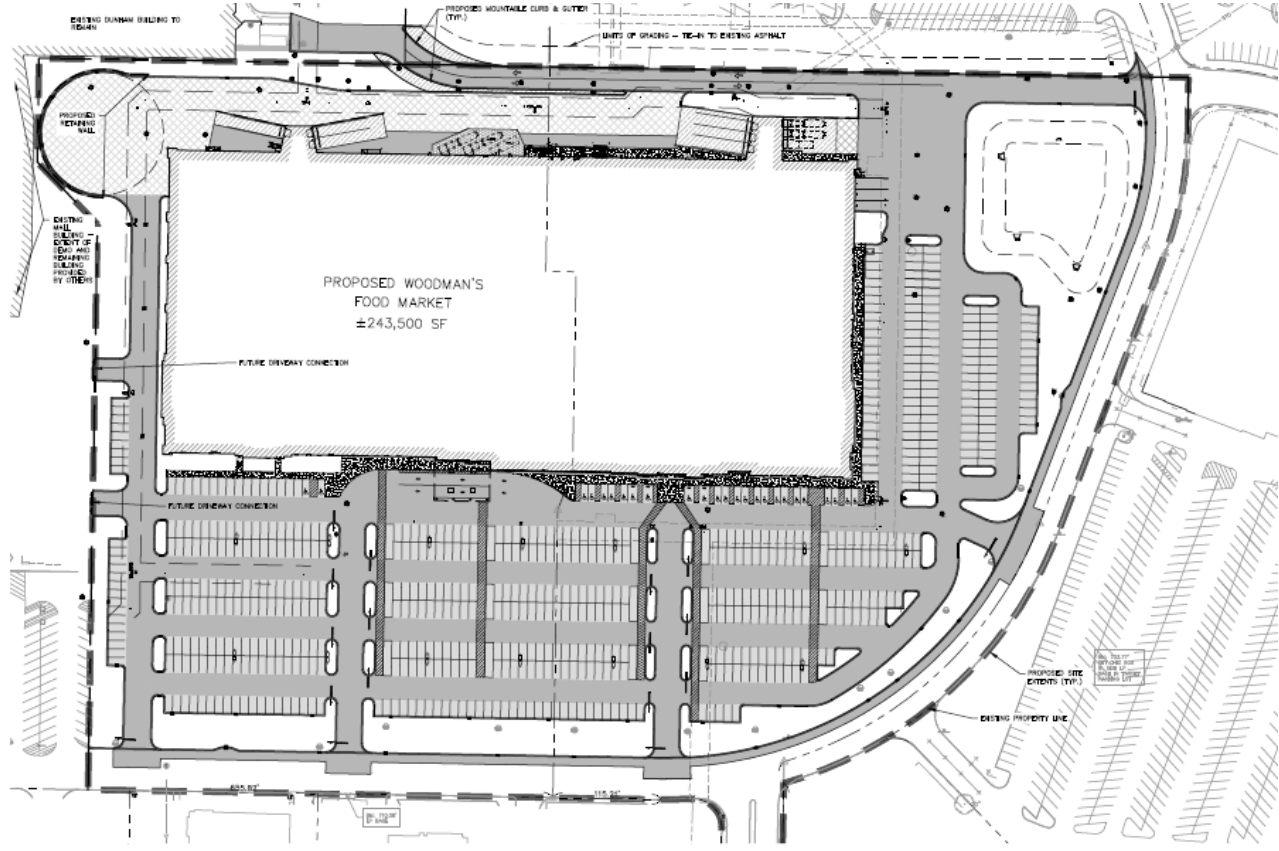 EXISTING DUNHAM BUILDING TO
REMAIN
PROPOSED MOUNTABLE CURB & GUTTER
(TYP.)
LIMITS OF GRADING - TIE-IN TO EXISTING ASPHALT
PROPOSED
RETAINING
WALL
EXISTING
MALL
BUILDING -
EXTENT OF
DEMO AND
REMAINING
BUILDING
PROVIDED
BY OTHERS
PROPOSED WOODMAN'S
FOOD MARKET
±243,500 SF
FUTURE DRIVEWAY CONNECTION
FUTURE DRIVEWAY CONNECTION
PROPOSED SITE
EXTENTS (TYP.)
EXISTING PROPERTY LINE